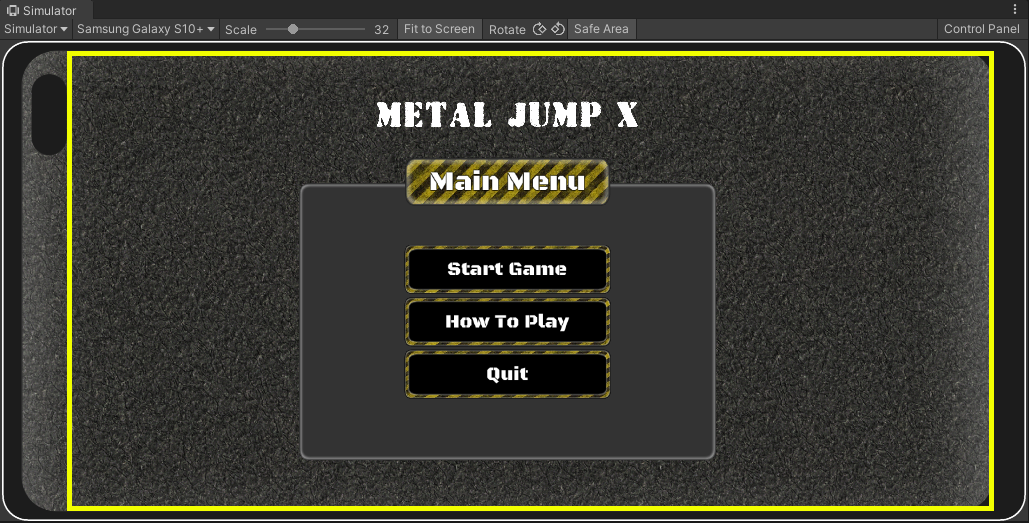 Simulator
Simulator Samsung Galaxy S10+ Scale 32 Fit to Screen Rotate Safe Area Control Panel
METAL JUMP X
Main Menu
Start Game
How To Play
Quit